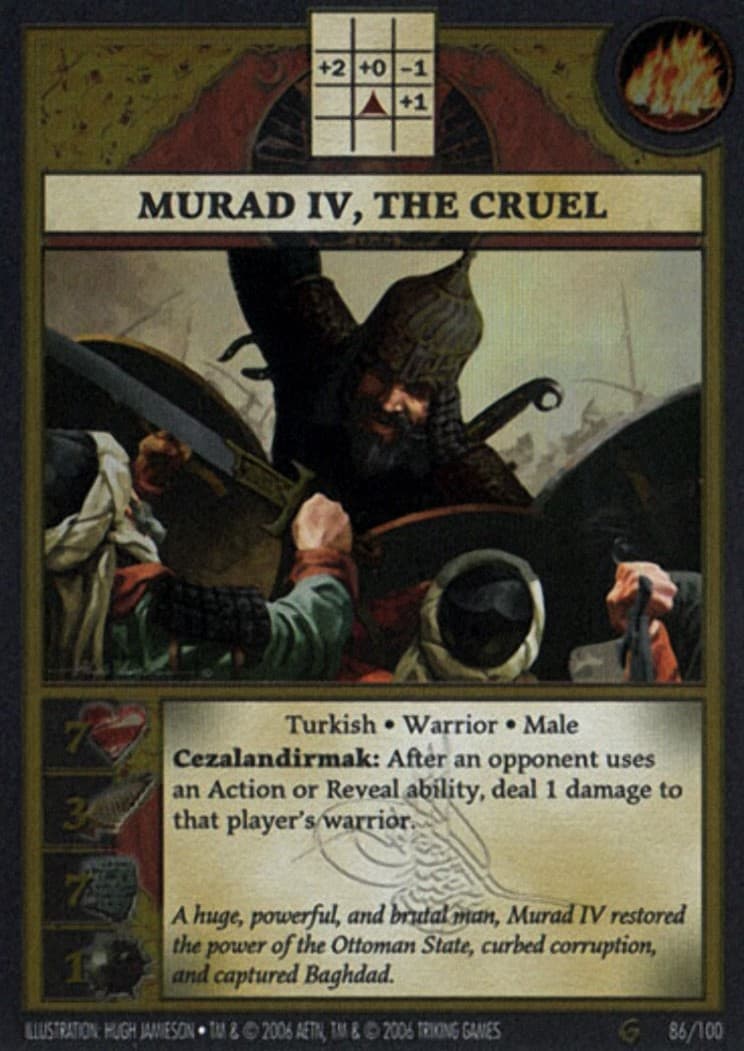 +2 +0 -1
+1
MURAD IV, THE CRUEL
7
3
7
1
Turkish • Warrior • Male
Cezalandirmak: After an opponent uses
an Action or Reveal ability, deal 1 damage to
that player's warrior.
A huge, powerful, and brutal man, Murad IV restored
the power of the Ottoman State, curbed corruption,
and captured Baghdad.
ILLUSTRATION: HUGH JAMIESON • TM & © 2006 AETN, TM & © 2006 TRIKING GAMES
G 86/100